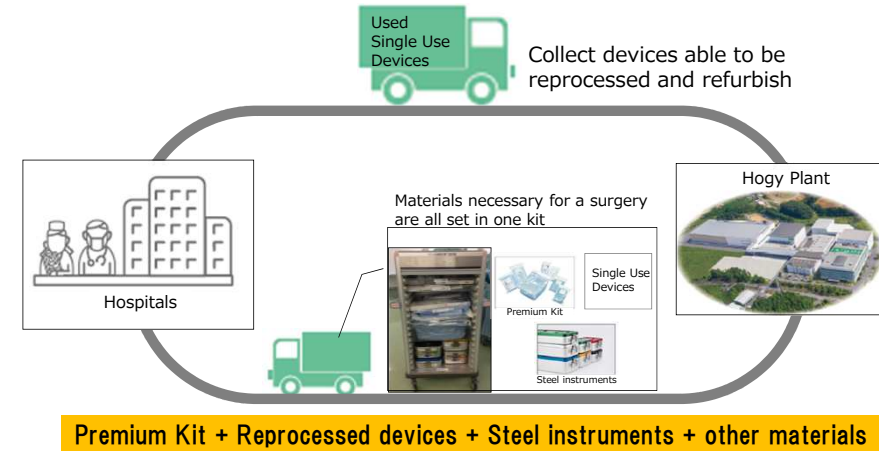 Used
Single Use
Devices
Collect devices able to be
reprocessed and refurbish
Hogy Plant
Materials necessary for a surgery
are all set in one kit
Single Use
Devices
Premium Kit
Steel instruments
Hospitals
Premium Kit + Reprocessed devices + Steel instruments + other materials